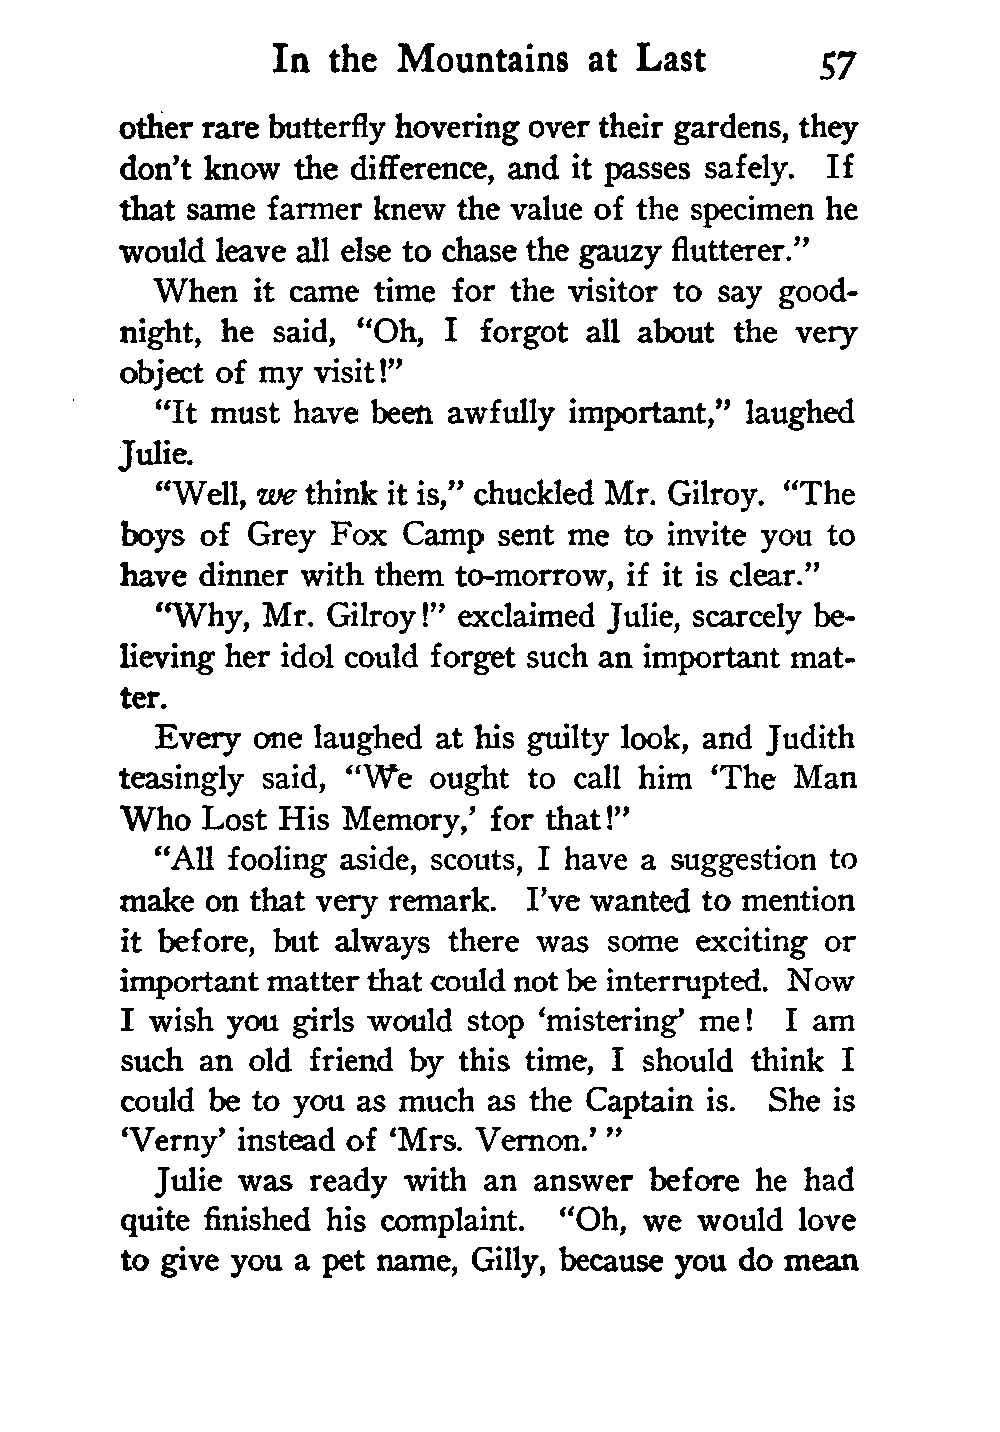 In the Mountains at Last 57
other rare butterfly hovering over their gardens, they
don't know the difference, and it passes safely. If
that same farmer knew the value of the specimen he
would leave all else to chase the gauzy flutterer."
When it came time for the visitor to say good-
night, he said, "Oh, I forgot all about the very
object of my visit!"
"It must have been awfully important," laughed
Julie.
"Well, we think it is," chuckled Mr. Gilroy. "The
boys of Grey Fox Camp sent me to invite you to
have dinner with them to-morrow, if it is clear."
"Why, Mr. Gilroy!" exclaimed Julie, scarcely be-
lieving her idol could forget such an important mat-
ter.
Every one laughed at his guilty look, and Judith
teasingly said, "We ought to call him 'The Man
Who Lost His Memory,' for that!"
"All fooling aside, scouts, I have a suggestion to
make on that very remark. I've wanted to mention
it before, but always there was some exciting or
important matter that could not be interrupted. Now
I wish you girls would stop 'mistering' me! I am
such an old friend by this time, I should think I
could be to you as much as the Captain is. She is
'Verny' instead of 'Mrs. Vernon.' "
Julie was ready with an answer before he had
quite finished his complaint. "Oh, we would love
to give you a pet name, Gilly, because you do mean